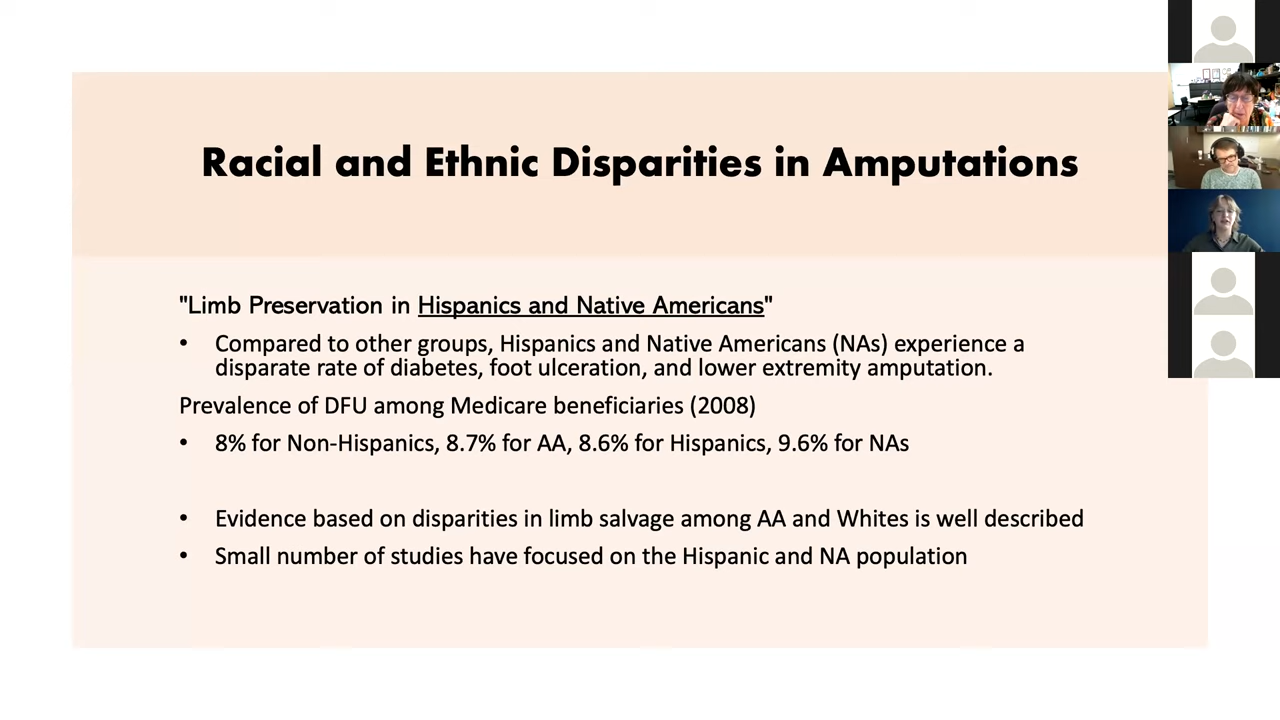 Racial and Ethnic Disparities in Amputations
"Limb Preservation in Hispanics and Native Americans"
• Compared to other groups, Hispanics and Native Americans (NAs) experience a
disparate rate of diabetes, foot ulceration, and lower extremity amputation.
Prevalence of DFU among Medicare beneficiaries (2008)
• 8% for Non-Hispanics, 8.7% for AA, 8.6% for Hispanics, 9.6% for NAs
• Evidence based on disparities in limb salvage among AA and Whites is well described
• Small number of studies have focused on the Hispanic and NA population